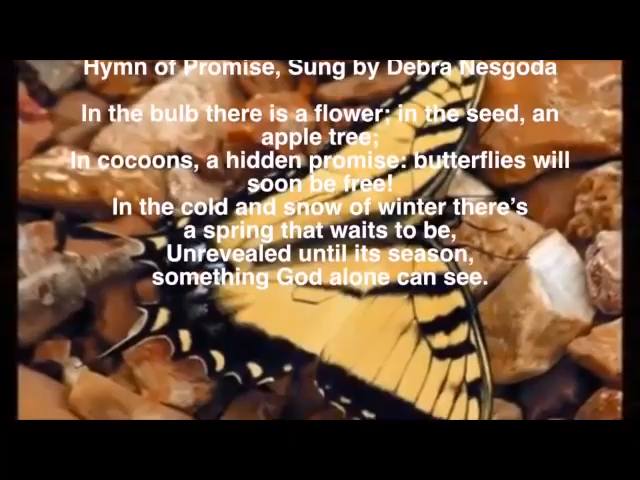 Hymn of Promise, Sung by Debra Nesgoda
In the bulb there is a flower; in the seed, an
apple tree;
In cocoons, a hidden promise: butterflies will
soon be free!
In the cold and snow of winter there's
a spring that waits to be,
Unrevealed until its season,
something God alone can see.